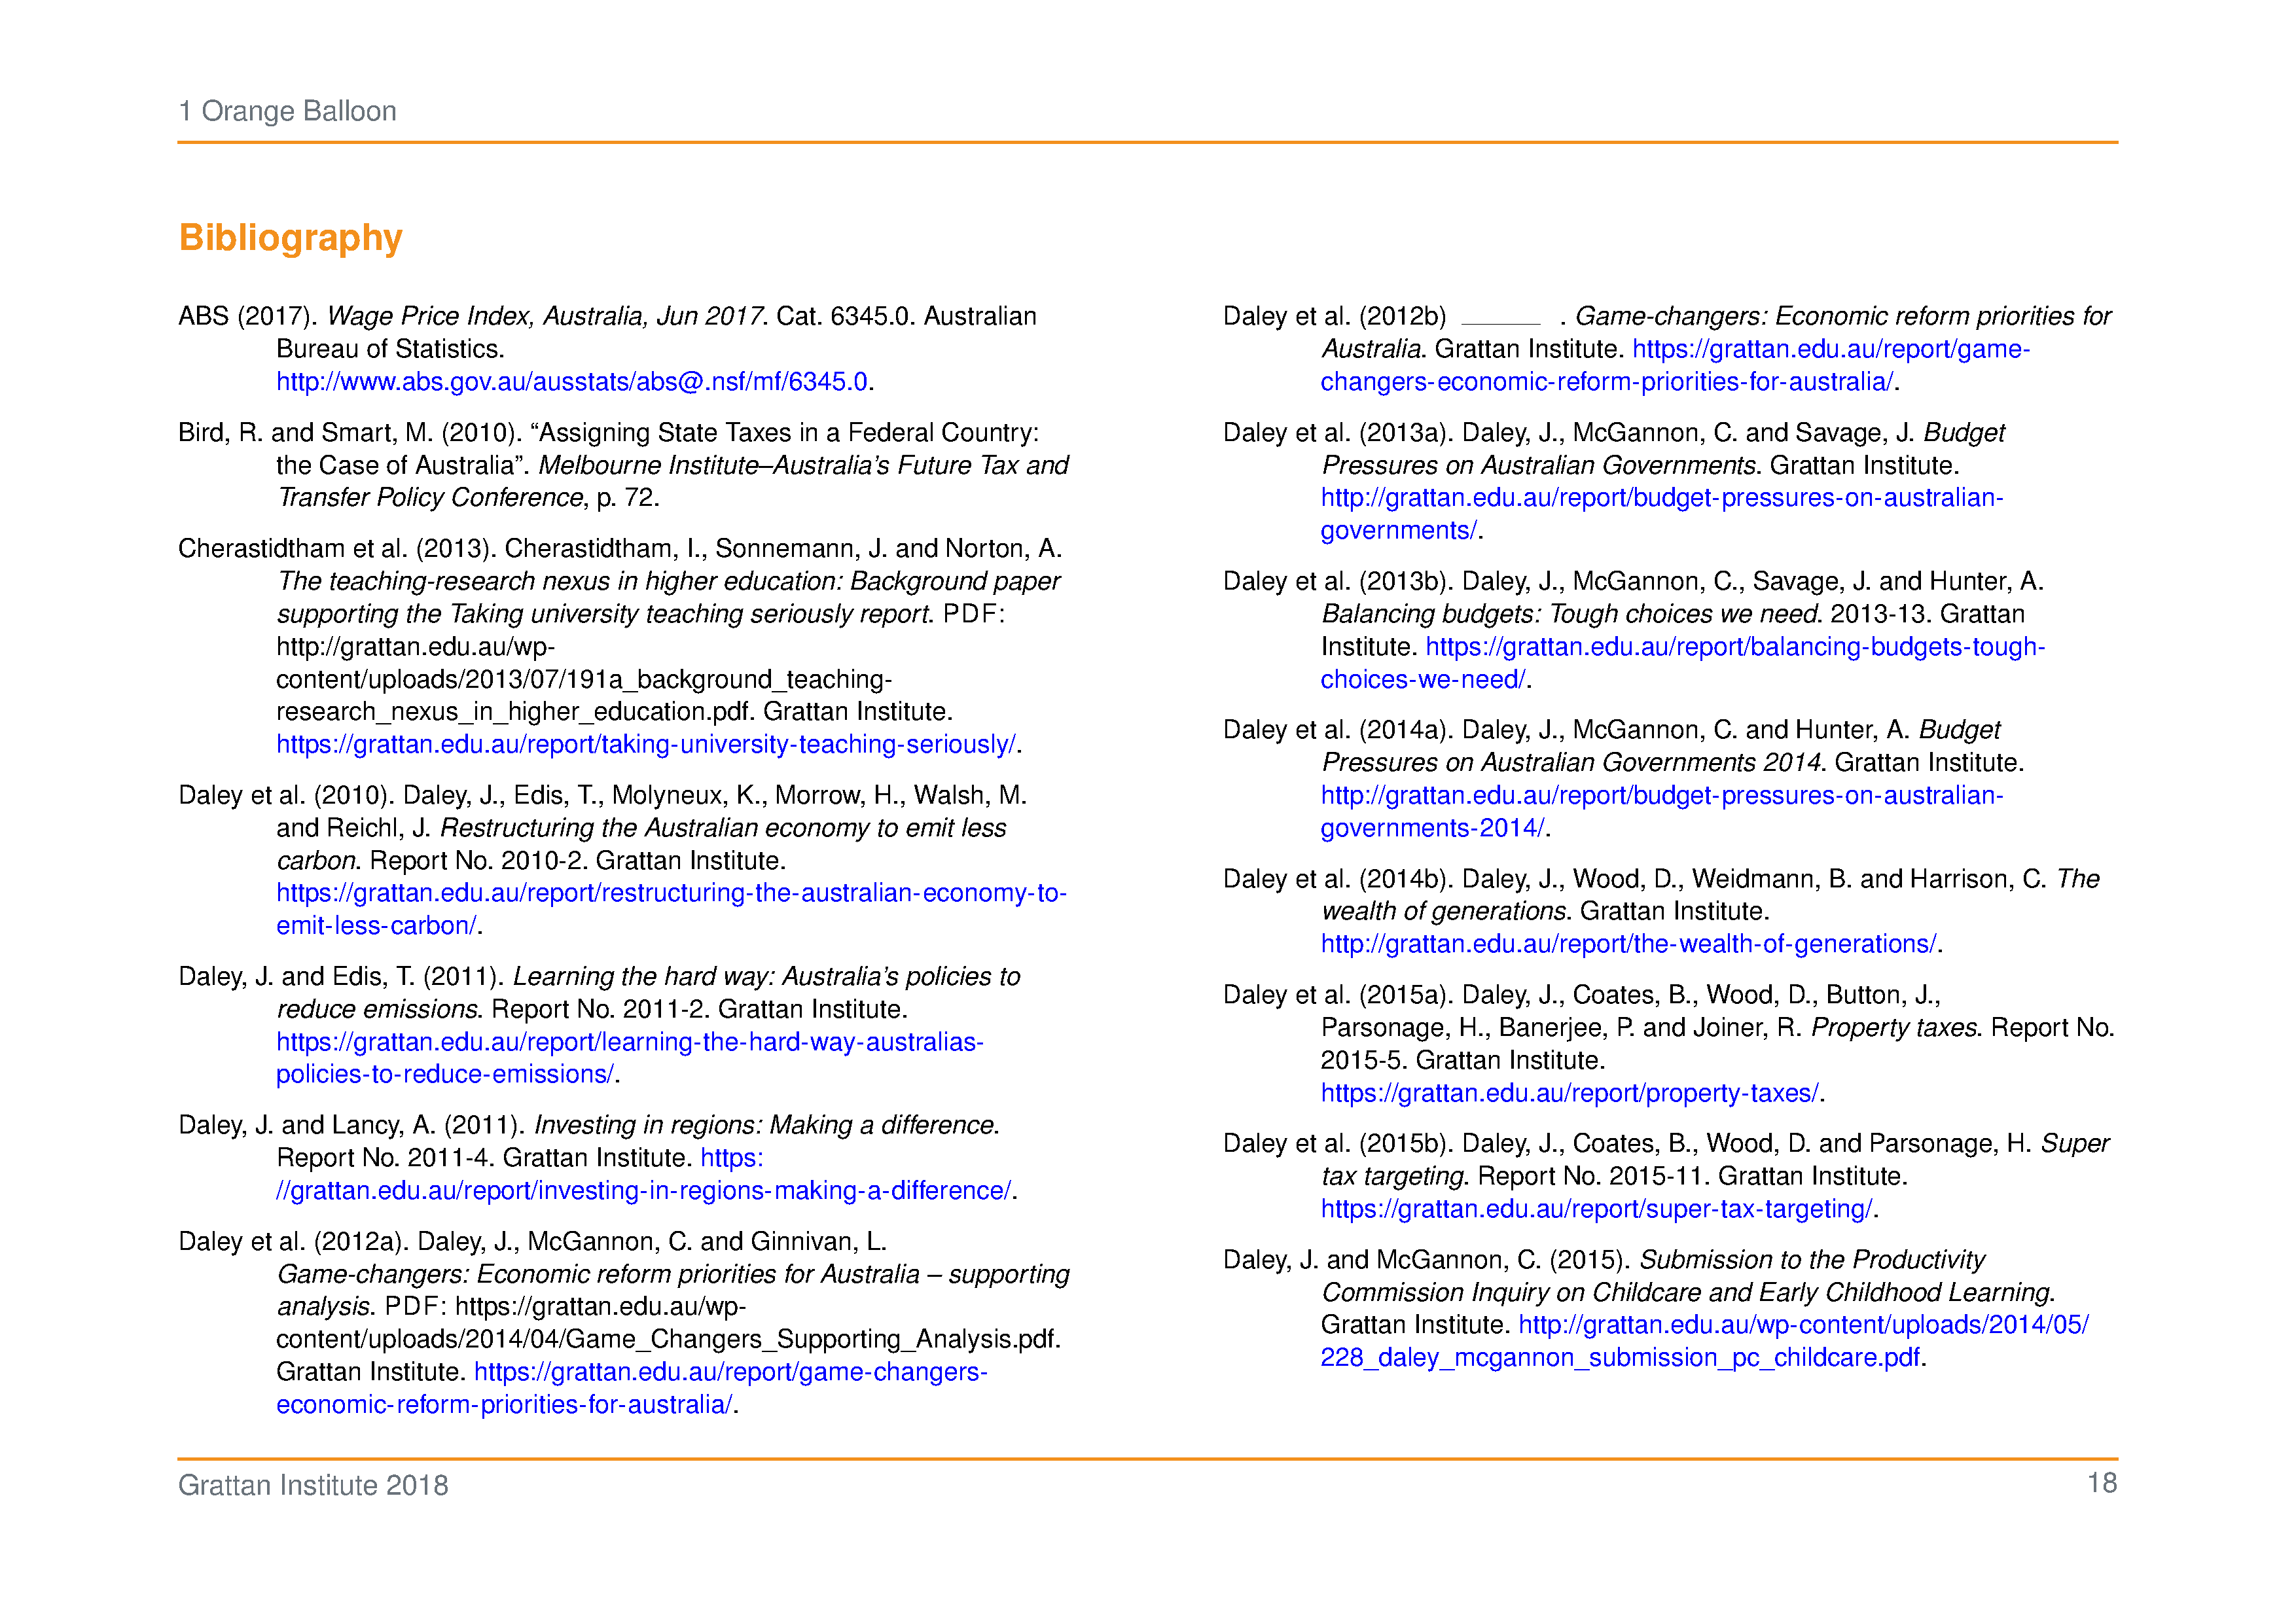 1 Orange Balloon
Bibliography
ABS (2017). Wage Price Index, Australia, Jun 2017. Cat. 6345.0. Australian
Bureau of Statistics.
http://www.abs.gov.au/ausstats/abs@.nsf/mf/6345.0.
Bird, R. and Smart, M. (2010). “Assigning State Taxes in a Federal Country:
the Case of Australia”. Melbourne Institute–Australia’s Future Tax and
Transfer Policy Conference, p. 72.
Cherastidtham et al. (2013). Cherastidtham, I., Sonnemann, J. and Norton, A.
The teaching-research nexus in higher education: Background paper
supporting the Taking university teaching seriously report. PDF:
http://grattan.edu.au/wp-
content/uploads/2013/07/191a_background_teaching-
research_nexus_in_higher_education.pdf. Grattan Institute.
https://grattan.edu.au/report/taking-university-teaching-seriously/.
Daley et al. (2010). Daley, J., Edis, T., Molyneux, K., Morrow, H., Walsh, M.
and Reichl, J. Restructuring the Australian economy to emit less
carbon. Report No. 2010-2. Grattan Institute.
https://grattan.edu.au/report/restructuring-the-australian-economy-to-
emit-less-carbon/.
Daley, J. and Edis, T. (2011). Learning the hard way: Australia’s policies to
reduce emissions. Report No. 2011-2. Grattan Institute.
https://grattan.edu.au/report/learning-the-hard-way-australias-
policies-to-reduce-emissions/.
Daley, J. and Lancy, A. (2011). Investing in regions: Making a difference.
Report No. 2011-4. Grattan Institute. https:
//grattan.edu.au/report/investing-in-regions-making-a-difference/.
Daley et al. (2012a). Daley, J., McGannon, C. and Ginnivan, L.
Game-changers: Economic reform priorities for Australia – supporting
analysis. PDF: https://grattan.edu.au/wp-
content/uploads/2014/04/Game_Changers_Supporting_Analysis.pdf.
Grattan Institute. https://grattan.edu.au/report/game-changers-
economic-reform-priorities-for-australia/.
Daley et al. (2012b) ______ . Game-changers: Economic reform priorities for
Australia. Grattan Institute. https://grattan.edu.au/report/game-
changers-economic-reform-priorities-for-australia/.
Daley et al. (2013a). Daley, J., McGannon, C. and Savage, J. Budget
Pressures on Australian Governments. Grattan Institute.
http://grattan.edu.au/report/budget-pressures-on-australian-
governments/.
Daley et al. (2013b). Daley, J., McGannon, C., Savage, J. and Hunter, A.
Balancing budgets: Tough choices we need. 2013-13. Grattan
Institute. https://grattan.edu.au/report/balancing-budgets-tough-
choices-we-need/.
Daley et al. (2014a). Daley, J., McGannon, C. and Hunter, A. Budget
Pressures on Australian Governments 2014. Grattan Institute.
http://grattan.edu.au/report/budget-pressures-on-australian-
governments-2014/.
Daley et al. (2014b). Daley, J., Wood, D., Weidmann, B. and Harrison, C. The
wealth of generations. Grattan Institute.
http://grattan.edu.au/report/the-wealth-of-generations/.
Daley et al. (2015a). Daley, J., Coates, B., Wood, D., Button, J.,
Parsonage, H., Banerjee, P. and Joiner, R. Property taxes. Report No.
2015-5. Grattan Institute.
https://grattan.edu.au/report/property-taxes/.
Daley et al. (2015b). Daley, J., Coates, B., Wood, D. and Parsonage, H. Super
tax targeting. Report No. 2015-11. Grattan Institute.
https://grattan.edu.au/report/super-tax-targeting/.
Daley, J. and McGannon, C. (2015). Submission to the Productivity
Commission Inquiry on Childcare and Early Childhood Learning.
Grattan Institute. http://grattan.edu.au/wp-content/uploads/2014/05/
228_daley_mcgannon_submission_pc_childcare.pdf.
Grattan Institute 2018
18